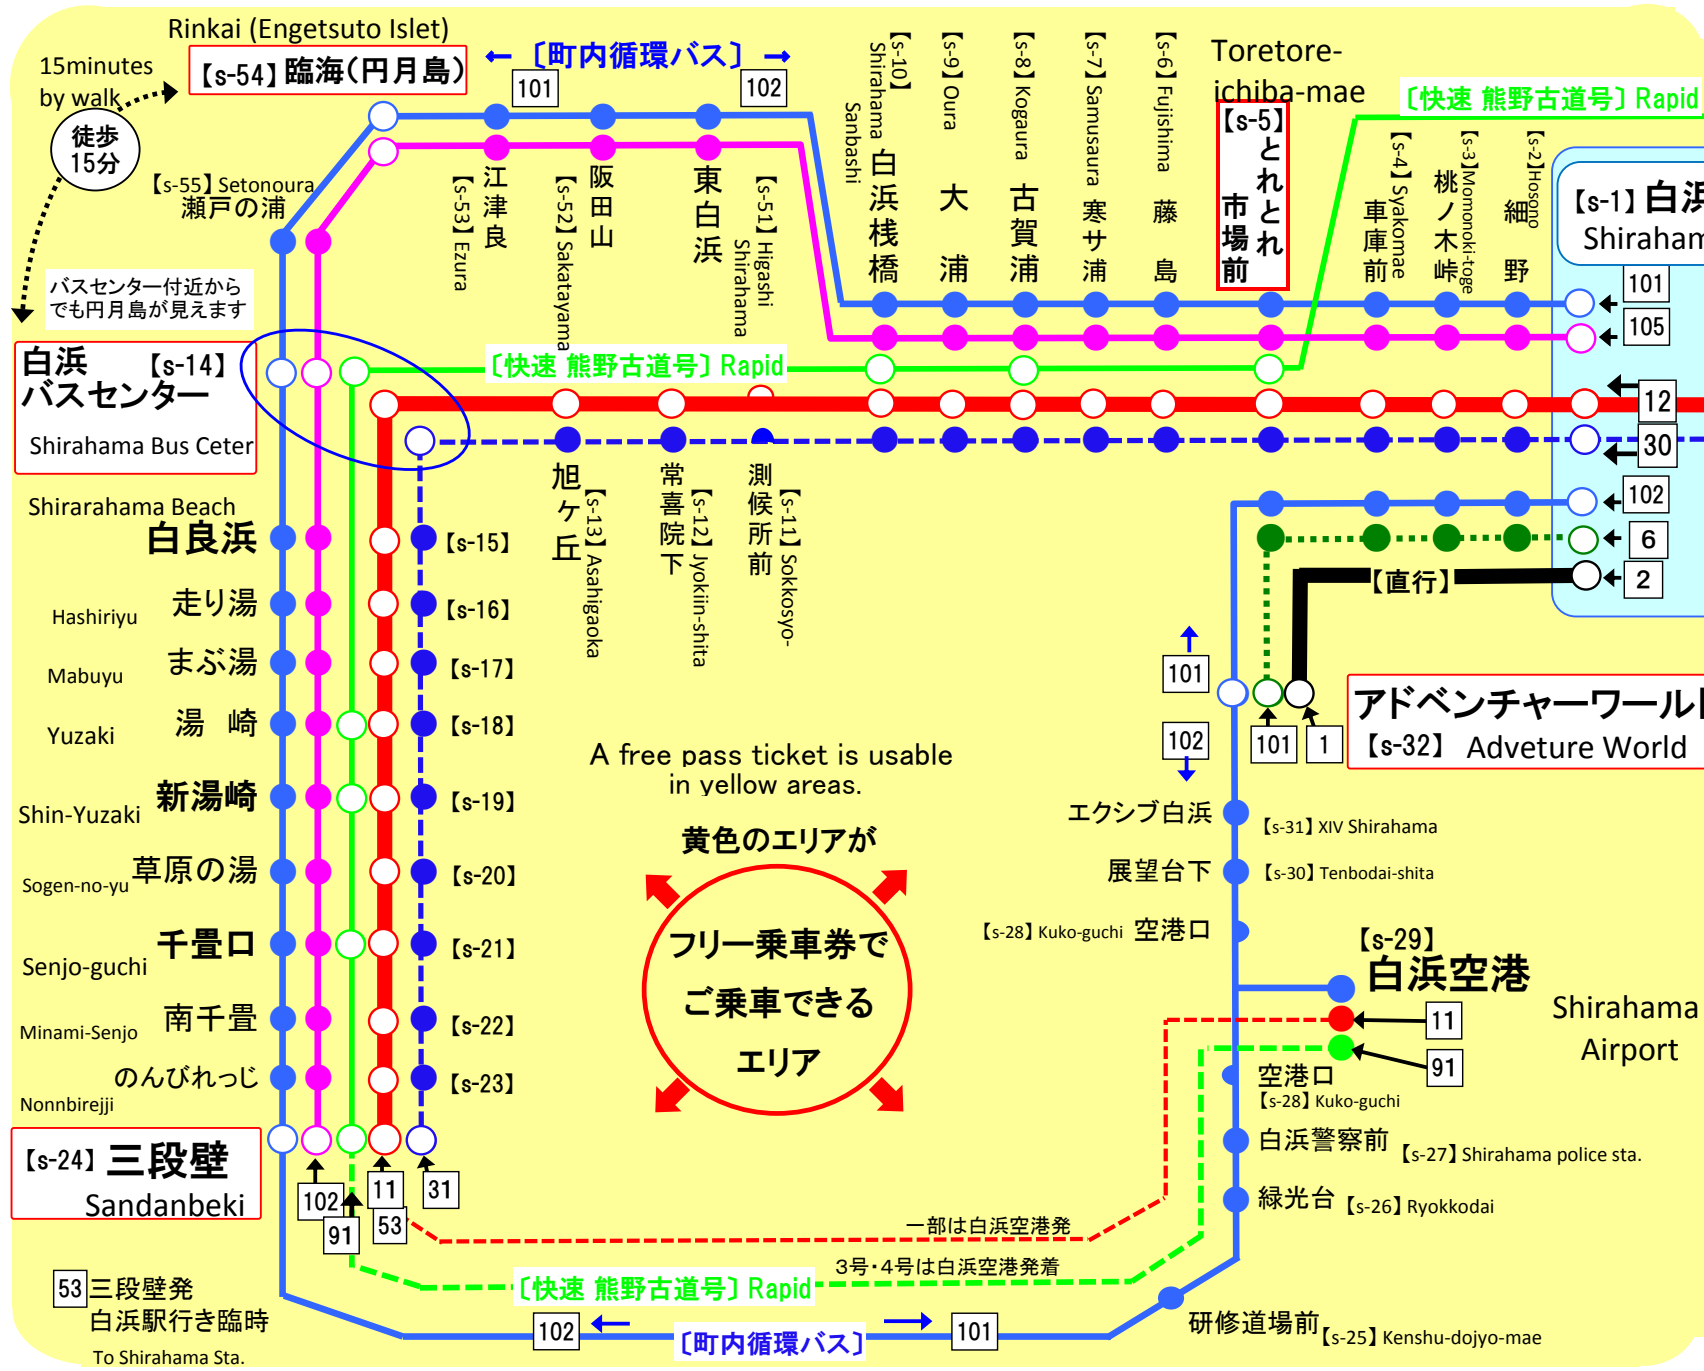 Rinkai (Engetsuto Islet)
【s-54】臨海(円月島)
15minutes
by walk
徒歩
15分
←〔町内循環バス〕→
101
102
【s-10】
Shirahama
Sanbashi
白浜桟橋
【s-9】Oura
大浦
【s-8】Kogaura
古賀浦
【s-7】Samusaura
寒サ浦
【s-6】Fujishima
藤島
Toretore-
ichiba-mae
【s-5】とれとれ
市場前
〔快速 熊野古道号〕Rapid
【s-4】Syakomae
車庫前
【s-3】Momonoki-toge
桃ノ木峠
【s-2】Hosono
細野
【s-1】白浜
Shiraham
【s-55】Setonoura
瀬戸の浦
【s-53】Ezura
江津良
【s-52】Sakatayama
阪田山
東白浜
【s-51】Higashi
Shirahama
101
105
バスセンター付近から
でも円月島が見えます
白浜 【s-14】
バスセンター
Shirahama Bus Ceter
〔快速 熊野古道号〕Rapid
12
30
旭ヶ丘
【s-13】Asahigaoka
常喜院下
【s-12】Jyokiin-shita
測候所前
【s-11】Sokkosyo-
102
6
2
【直行】
Shirarahama Beach
白良浜
【s-15】
Hashiriyu
走り湯
【s-16】
Mabuyu
まぶ湯
【s-17】
Yuzaki
湯崎
【s-18】
Shin-Yuzaki
新湯崎
【s-19】
Sogen-no-yu
草原の湯
【s-20】
Senjo-guchi
千畳口
【s-21】
Minami-Senjo
南千畳
【s-22】
Nonnbirejji
のんびれっじ
【s-23】
【s-24】三段壁
Sandanbeki
101
102
101
1
アドベンチャーワール
【s-32】 Adveture World
A free pass ticket is usable
in yellow areas.
黄色のエリアが
フリー乗車券で
ご乗車できる
エリア
エクシブ白浜
【s-31】XIV Shirahama
展望台下
【s-30】Tenbodai-shita
【s-28】Kuko-guchi 空港口
【s-29】
白浜空港
Shirahama
Airport
11
91
空港口
【s-28】Kuko-guchi
白浜警察前
【s-27】Shirahama police sta.
緑光台
【s-26】Ryokkodai
102
91
11
53
31
一部は白浜空港発
3号・4号は白浜空港発着
〔快速 熊野古道号〕Rapid
53 三段壁発
白浜駅行き臨時
To Shirahama Sta.
102
〔町内循環バス〕
101
研修道場前
【s-25】Kenshu-dojyo-mae